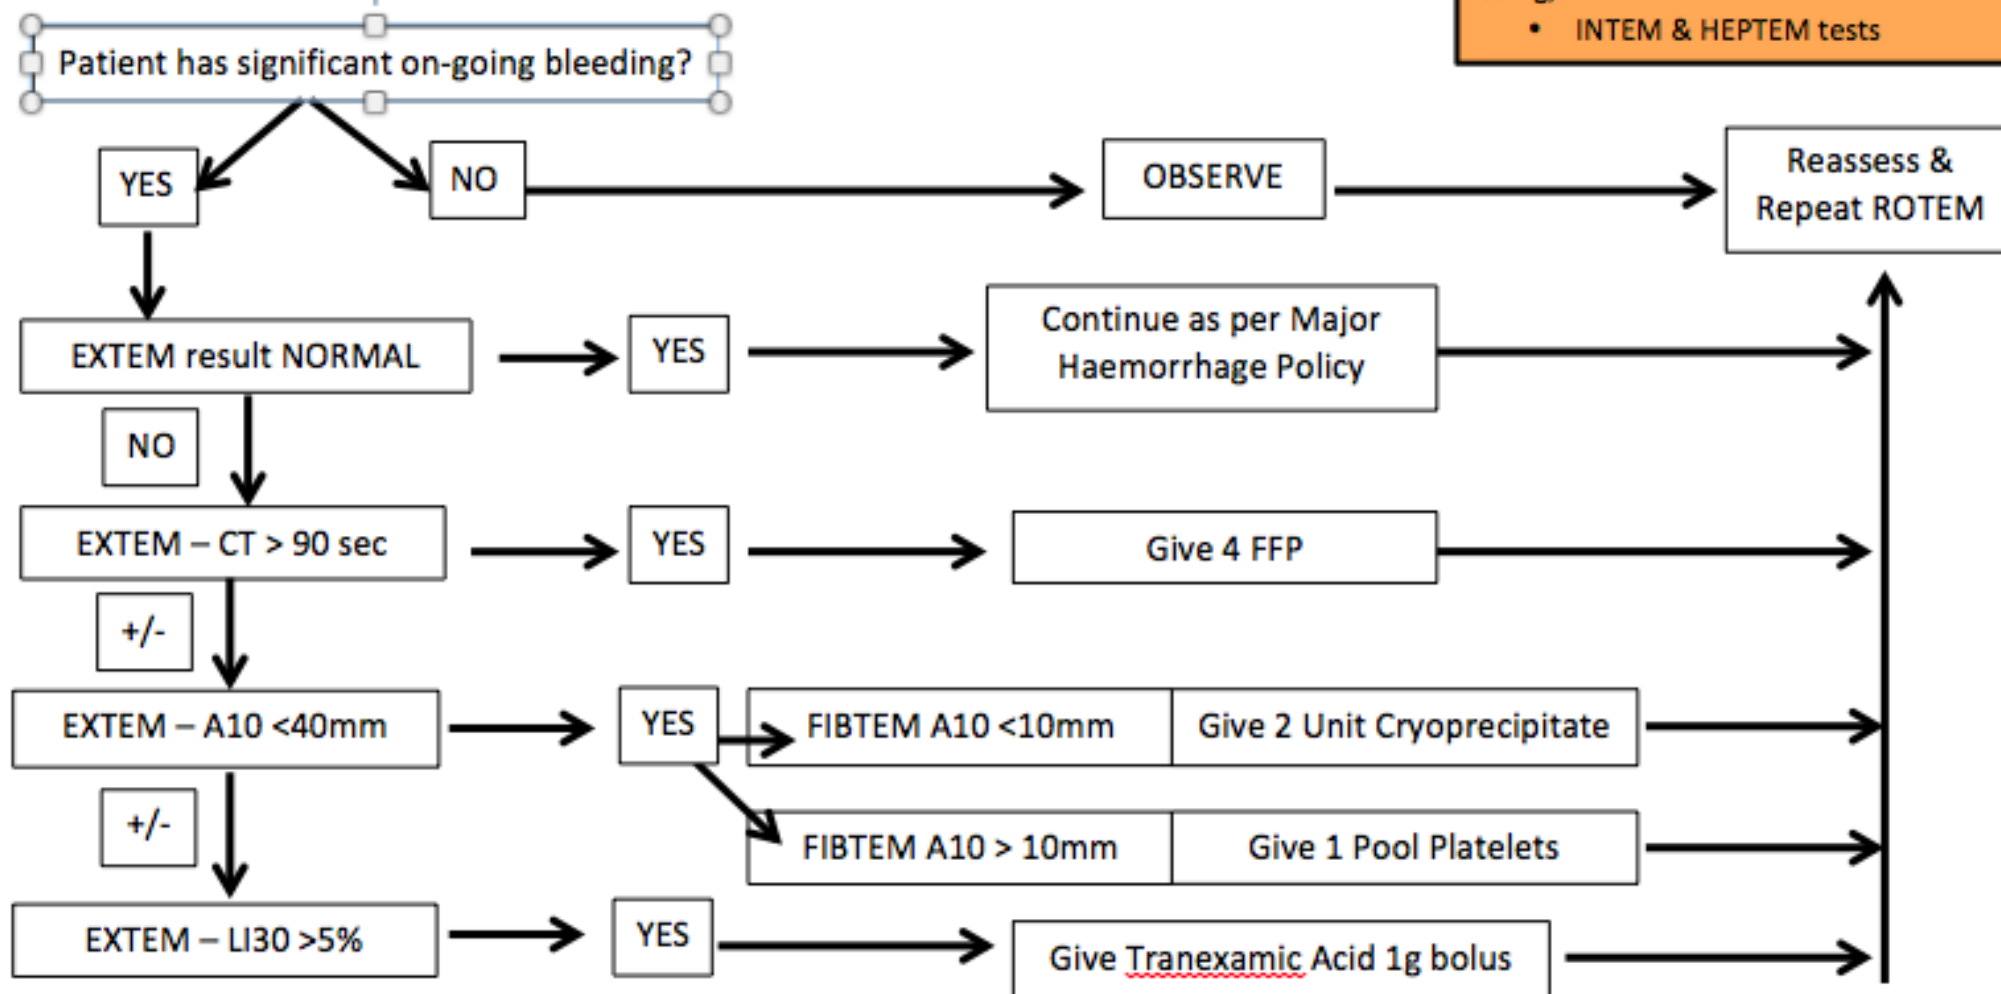 • INTEM & HEPTEM tests
Patient has significant on-going bleeding?
YES
NO
OBSERVE
Reassess &
Repeat ROTEM
EXTEM result NORMAL
YES
Continue as per Major
Haemorrhage Policy
NO
EXTEM – CT > 90 sec
YES
Give 4 FFP
+/-
EXTEM – A10 <40mm
YES
FIBTEM A10 <10mm
Give 2 Unit Cryoprecipitate
+/-
FIBTEM A10 > 10mm
Give 1 Pool Platelets
EXTEM – LI30 >5%
YES
Give Tranexamic Acid 1g bolus